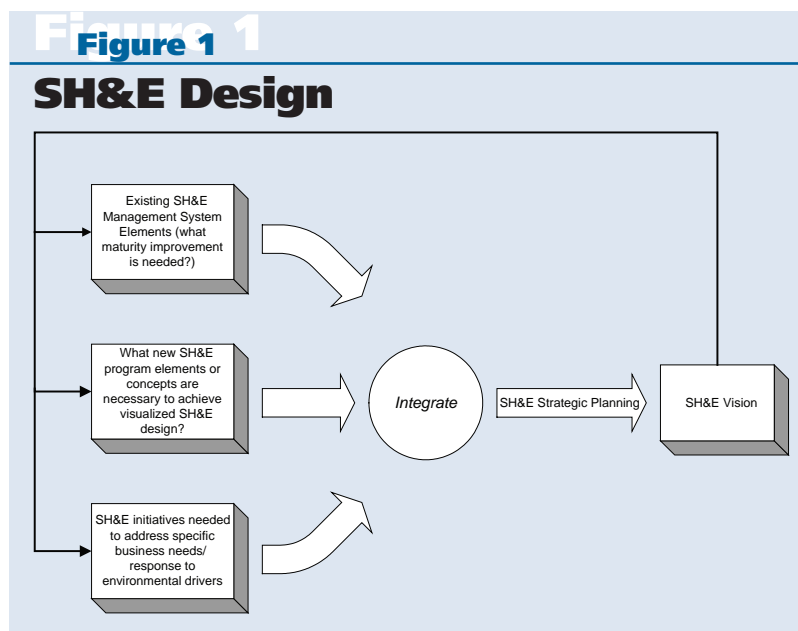 Figure 1
Figure 1
SH&E Design
Existing SH&E
Management System
Elements (what
maturity improvement
is needed?)
What new SH&E
program elements or
concepts are
necessary to achieve
visualized SH&E
design?
SH&E initiatives needed
to address specific
business needs/
response to
environmental drivers
Integrate
SH&E Strategic Planning
SH&E Vision